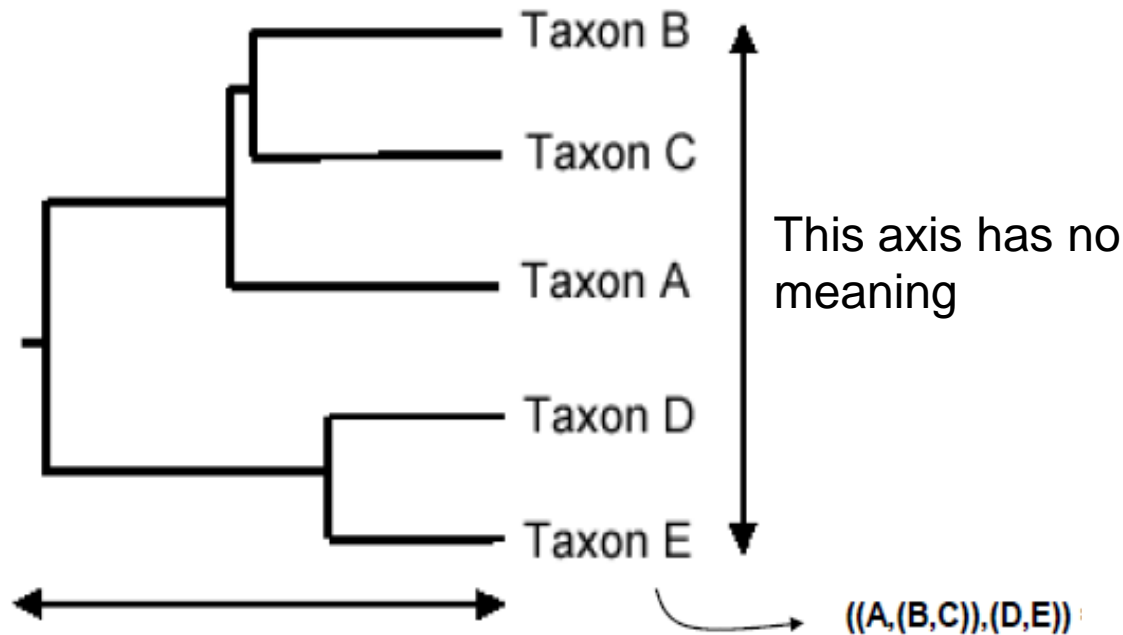 Taxon B
Taxon C
This axis has no
meaning
Taxon A
Taxon D
Taxon E
((A,(B,C)),(D,E))